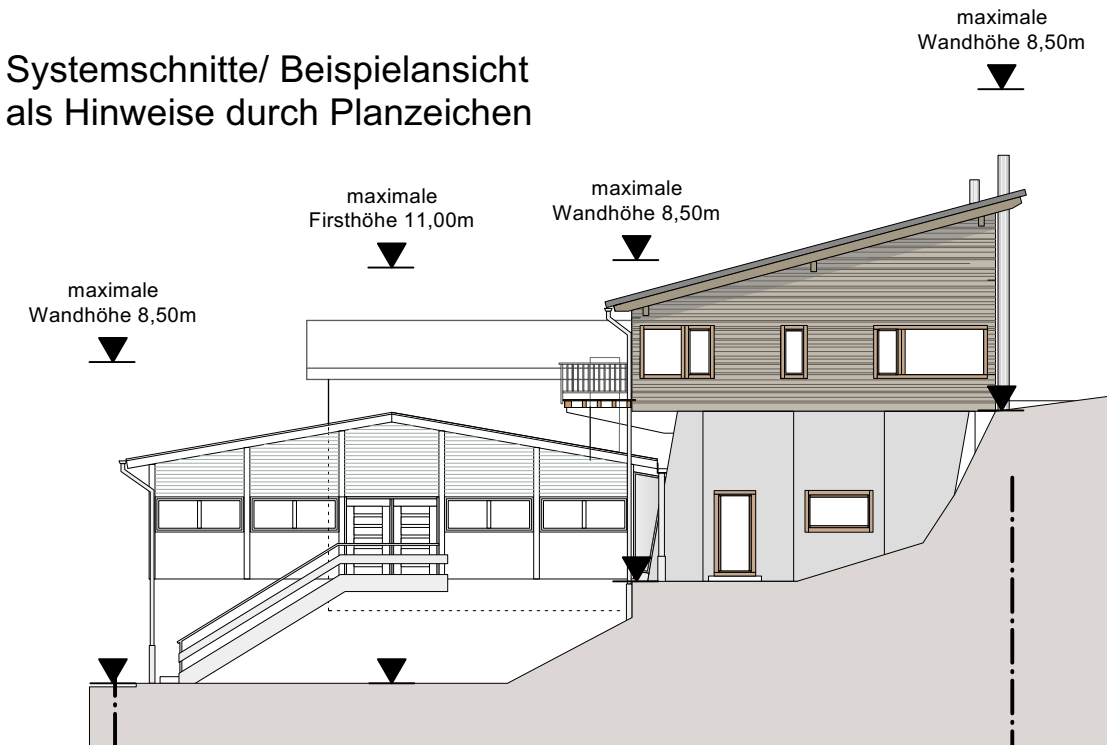 Systemschnitte/ Beispielansicht
als Hinweise durch Planzeichen
maximale
Wandhöhe 8,50m
maximale
Firsthöhe 11,00m
maximale
Wandhöhe 8,50m
maximale
Wandhöhe 8,50m